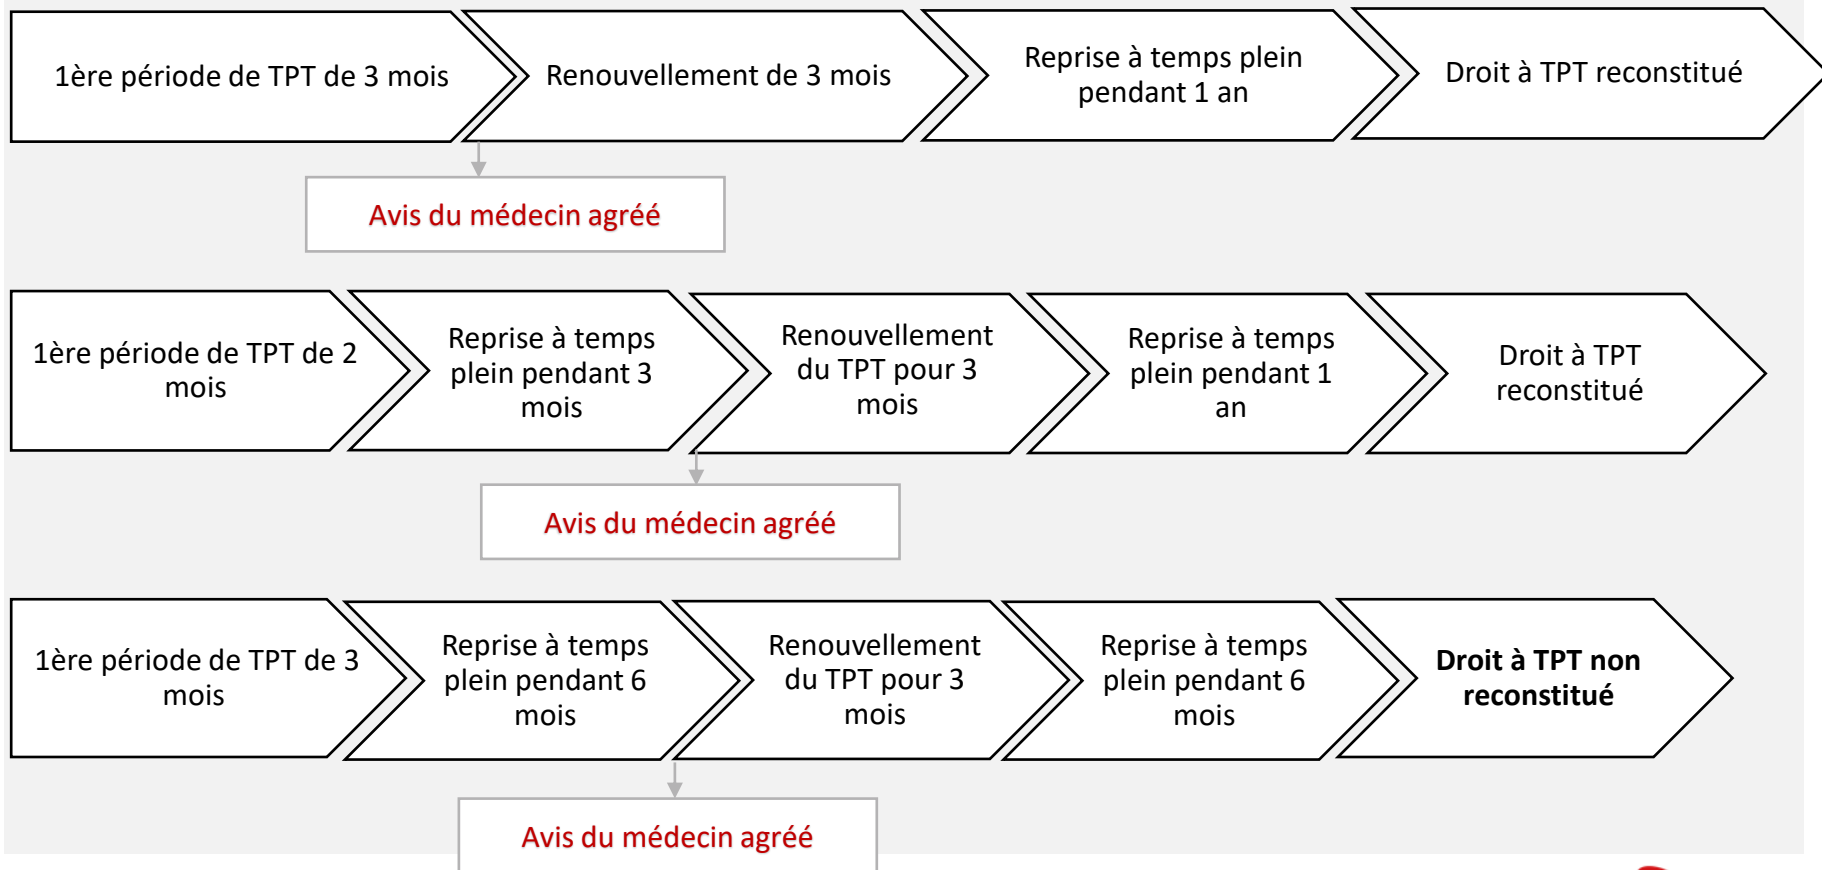 1ère période de TPT de 3 mois
Renouvellement de 3 mois
Reprise à temps plein
pendant 1 an
Droit à TPT reconstitué
Avis du médecin agréé
1ère période de TPT de 2
mois
Reprise à temps
plein pendant 3
mois
Renouvellement
du TPT pour 3
mois
Reprise à temps
plein pendant 1
an
Droit à TPT
reconstitué
Avis du médecin agréé
1ère période de TPT de 3
mois
Reprise à temps
plein pendant 6
mois
Renouvellement
du TPT pour 3
mois
Reprise à temps
plein pendant 6
mois
Droit à TPT non
reconstitué
Avis du médecin agréé